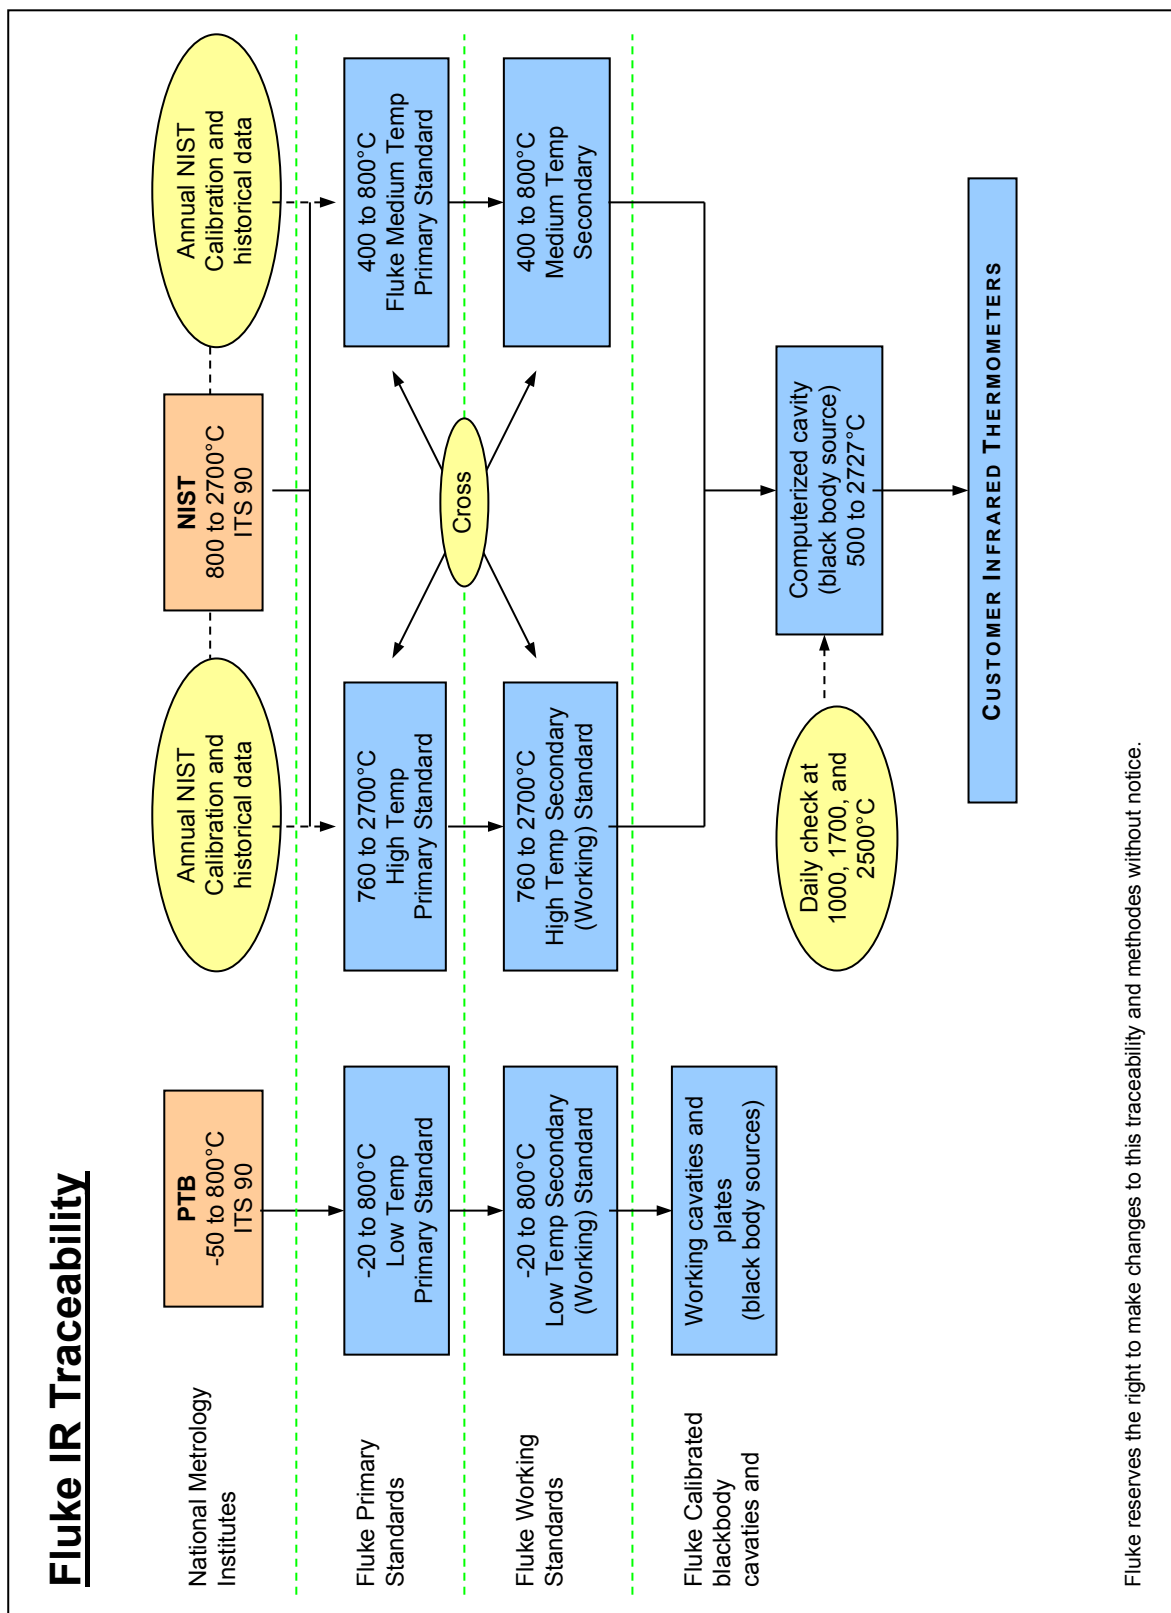 Fluke IR Traceability
National Metrology
Institutes
PTB
-50 to 800°C
ITS 90
Annual NIST
Calibration and
historical data
NIST
800 to 2700°C
ITS 90
Annual NIST
Calibration and
historical data
Fluke Primary
Standards
-20 to 800°C
Low Temp
Primary Standard
760 to 2700°C
High Temp
Primary Standard
400 to 800°C
Fluke Medium Temp
Primary Standard
Cross
Fluke Working
Standards
-20 to 800°C
Low Temp Secondary
(Working) Standard
760 to 2700°C
High Temp Secondary
(Working) Standard
400 to 800°C
Medium Temp
Secondary
Fluke Calibrated
blackbody
cavaties and
Working cavaties and
plates
(black body sources)
Daily check at
1000, 1700, and
2500°C
Computerized cavity
(black body source)
500 to 2727°C
CUSTOMER INFRARED THERMOMETERS
Fluke reserves the right to make changes to this traceability and methodes without notice.